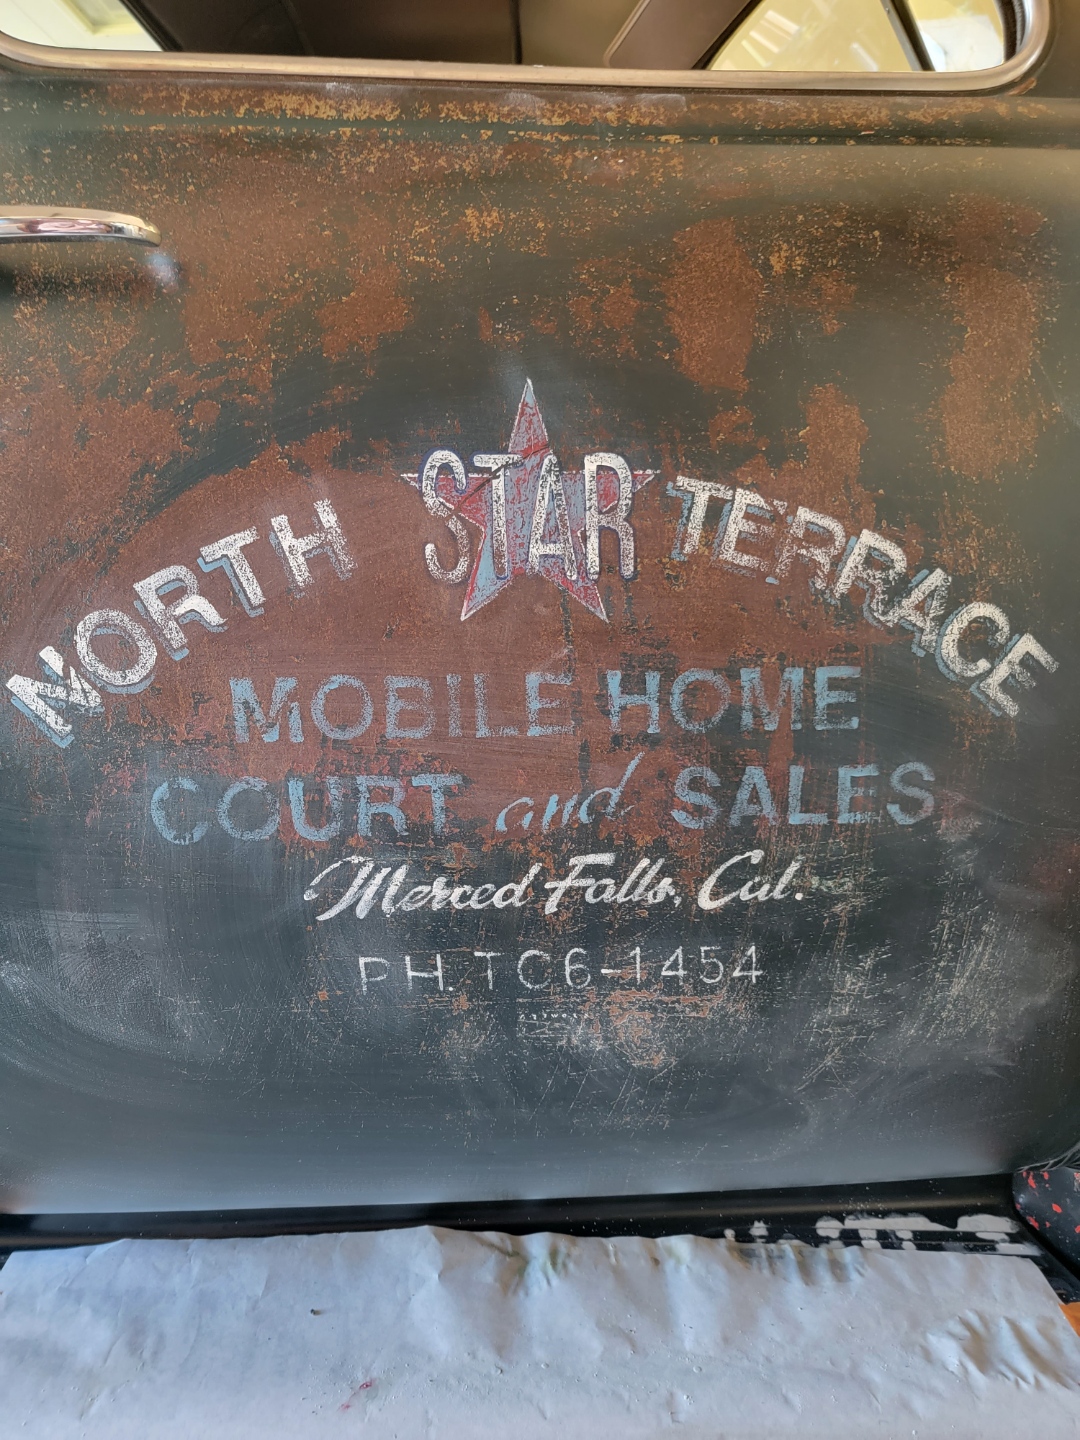 NORTH STAR TERRACE
MOBILE HOME
COURT and SALES
Merced Falls, Cal.
PH. TC6-1454